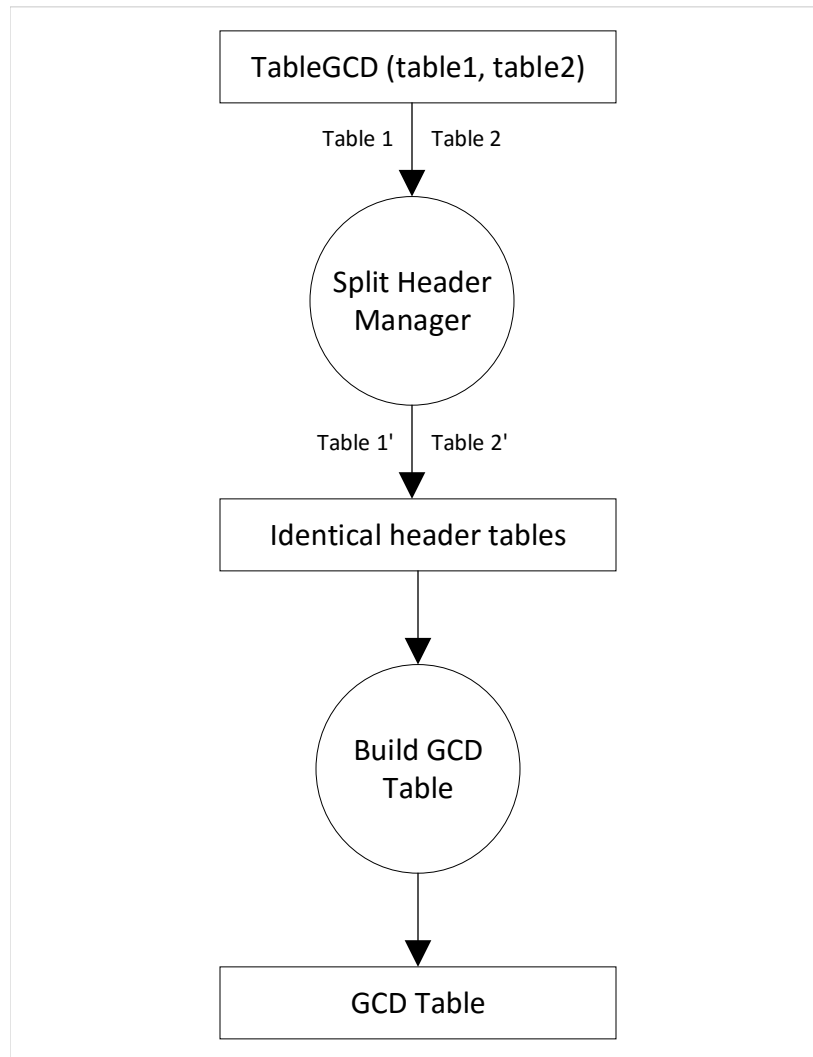 TableGCD (table1, table2)
Table 1
Table 2
Split Header
Manager
Table 1'
Table 2'
Identical header tables
Build GCD
Table
GCD Table